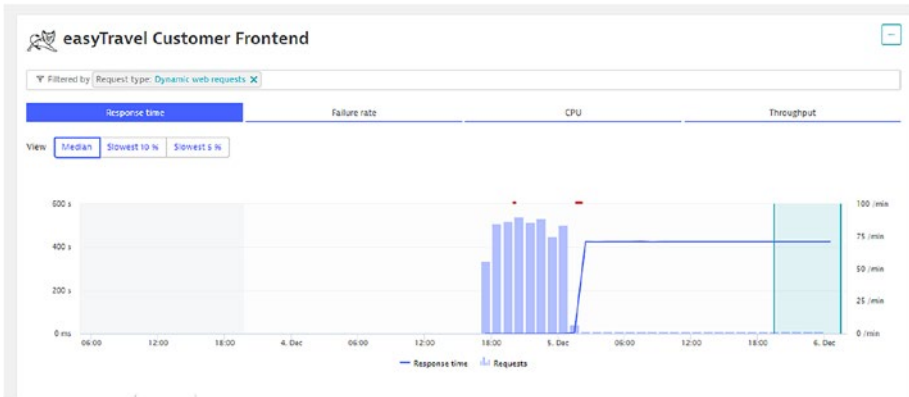 easyTravel Customer Frontend
Filtered by Request type: Dynamic web requests X
Response time Failure rate CPU Throughput
View Median Slowest 10 % Slowest 5 %
600 s 100 /min
400 s 75 /min
50 /min
200 s 25 /min
0 ms 0 /min
06:00 12:00 18:00 4. Dec 06:00 12:00 18:00 5. Dec 06:00 12:00 18:00 6. Dec
Response time Requests